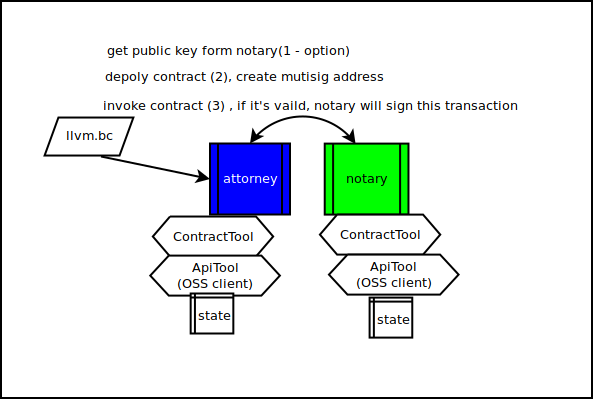 get public key form notary(1 - option)
depoly contract (2), create mutisig address
invoke contract (3) , if it's vaild, notary will sign this transaction
llvm.bc
attorney
notary
ContractTool
ContractTool
ApiTool
(OSS client)
ApiTool
(OSS client)
state
state